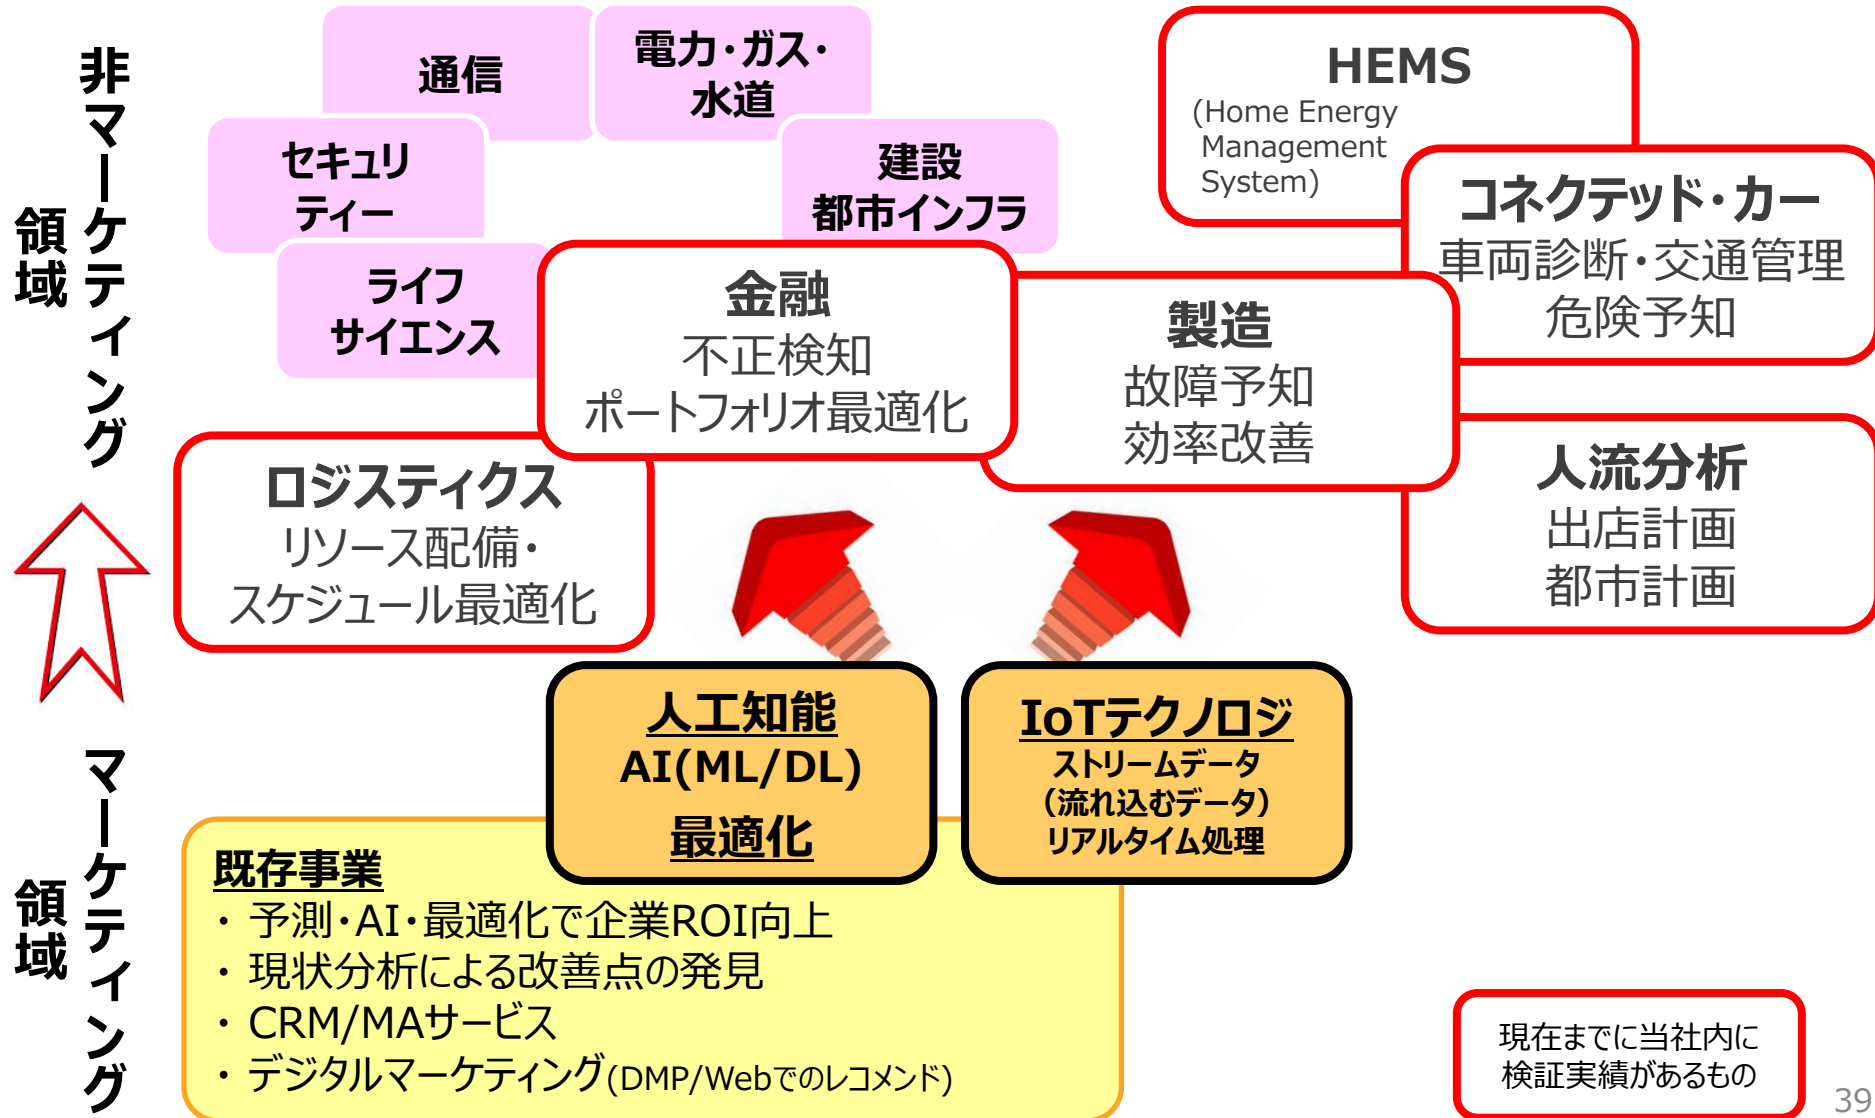 非マーケティング
領域
通信
電力・ガス・
水道
セキュリ
ティー
建設
都市インフラ
ライフ
サイエンス
HEMS
(Home Energy
Management
System)
コネクテッド・カー
車両診断・交通管理
危険予知
金融
不正検知
ポートフォリオ最適化
製造
故障予知
効率改善
ロジスティクス
リソース配備・
スケジュール最適化
人流分析
出店計画
都市計画
人工知能
AI(ML/DL)
最適化
IoTテクノロジ
ストリームデータ
（流れ込むデータ）
リアルタイム処理
マーケティング
領域
既存事業
・ 予測・AI・最適化で企業ROI向上
・ 現状分析による改善点の発見
・ CRM/MAサービス
・ デジタルマーケティング(DMP/Webでのレコメンド)
現在までに当社内に
検証実績があるもの
39